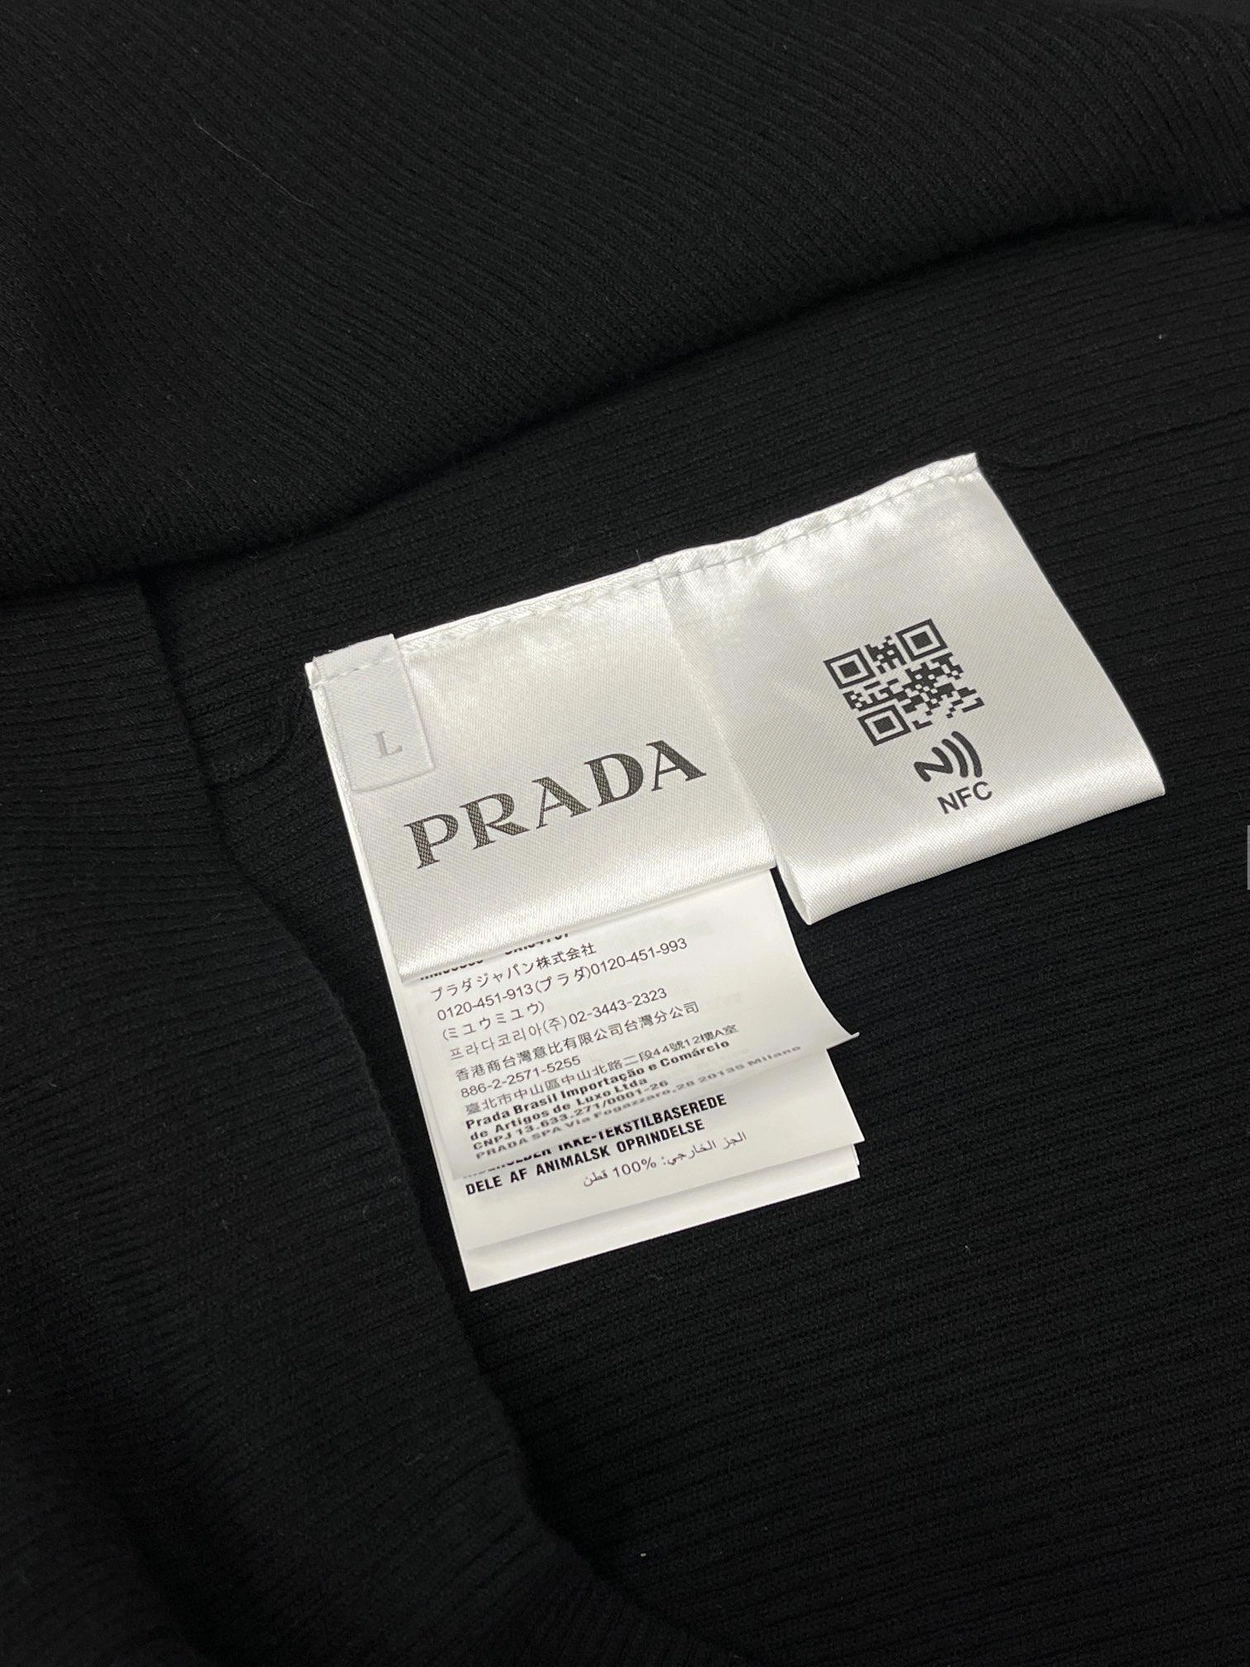 L
PRADA
NFC
プラダジャパン株式会社
0120-451-913(プラダ)0120-451-993
(ミュウミュウ)
프라다코리아(주)02-3443-2323
香港商台灣意比有限公司台灣分公司
886-2-2571-5255
臺北市中山區中山北路二段44號12樓A室
Prada Brasil Importação e Comércio
de Artigos de Luxo Ltda
CNPJ 13.633.271/0001-26
PRADA SPA Via Fogazzaro,28 20135 Milano
IKKE-TEKSTILBASEREDE
DELE AF ANIMALSK OPRINDELSE
الجزء الخارجي: 100% قطن